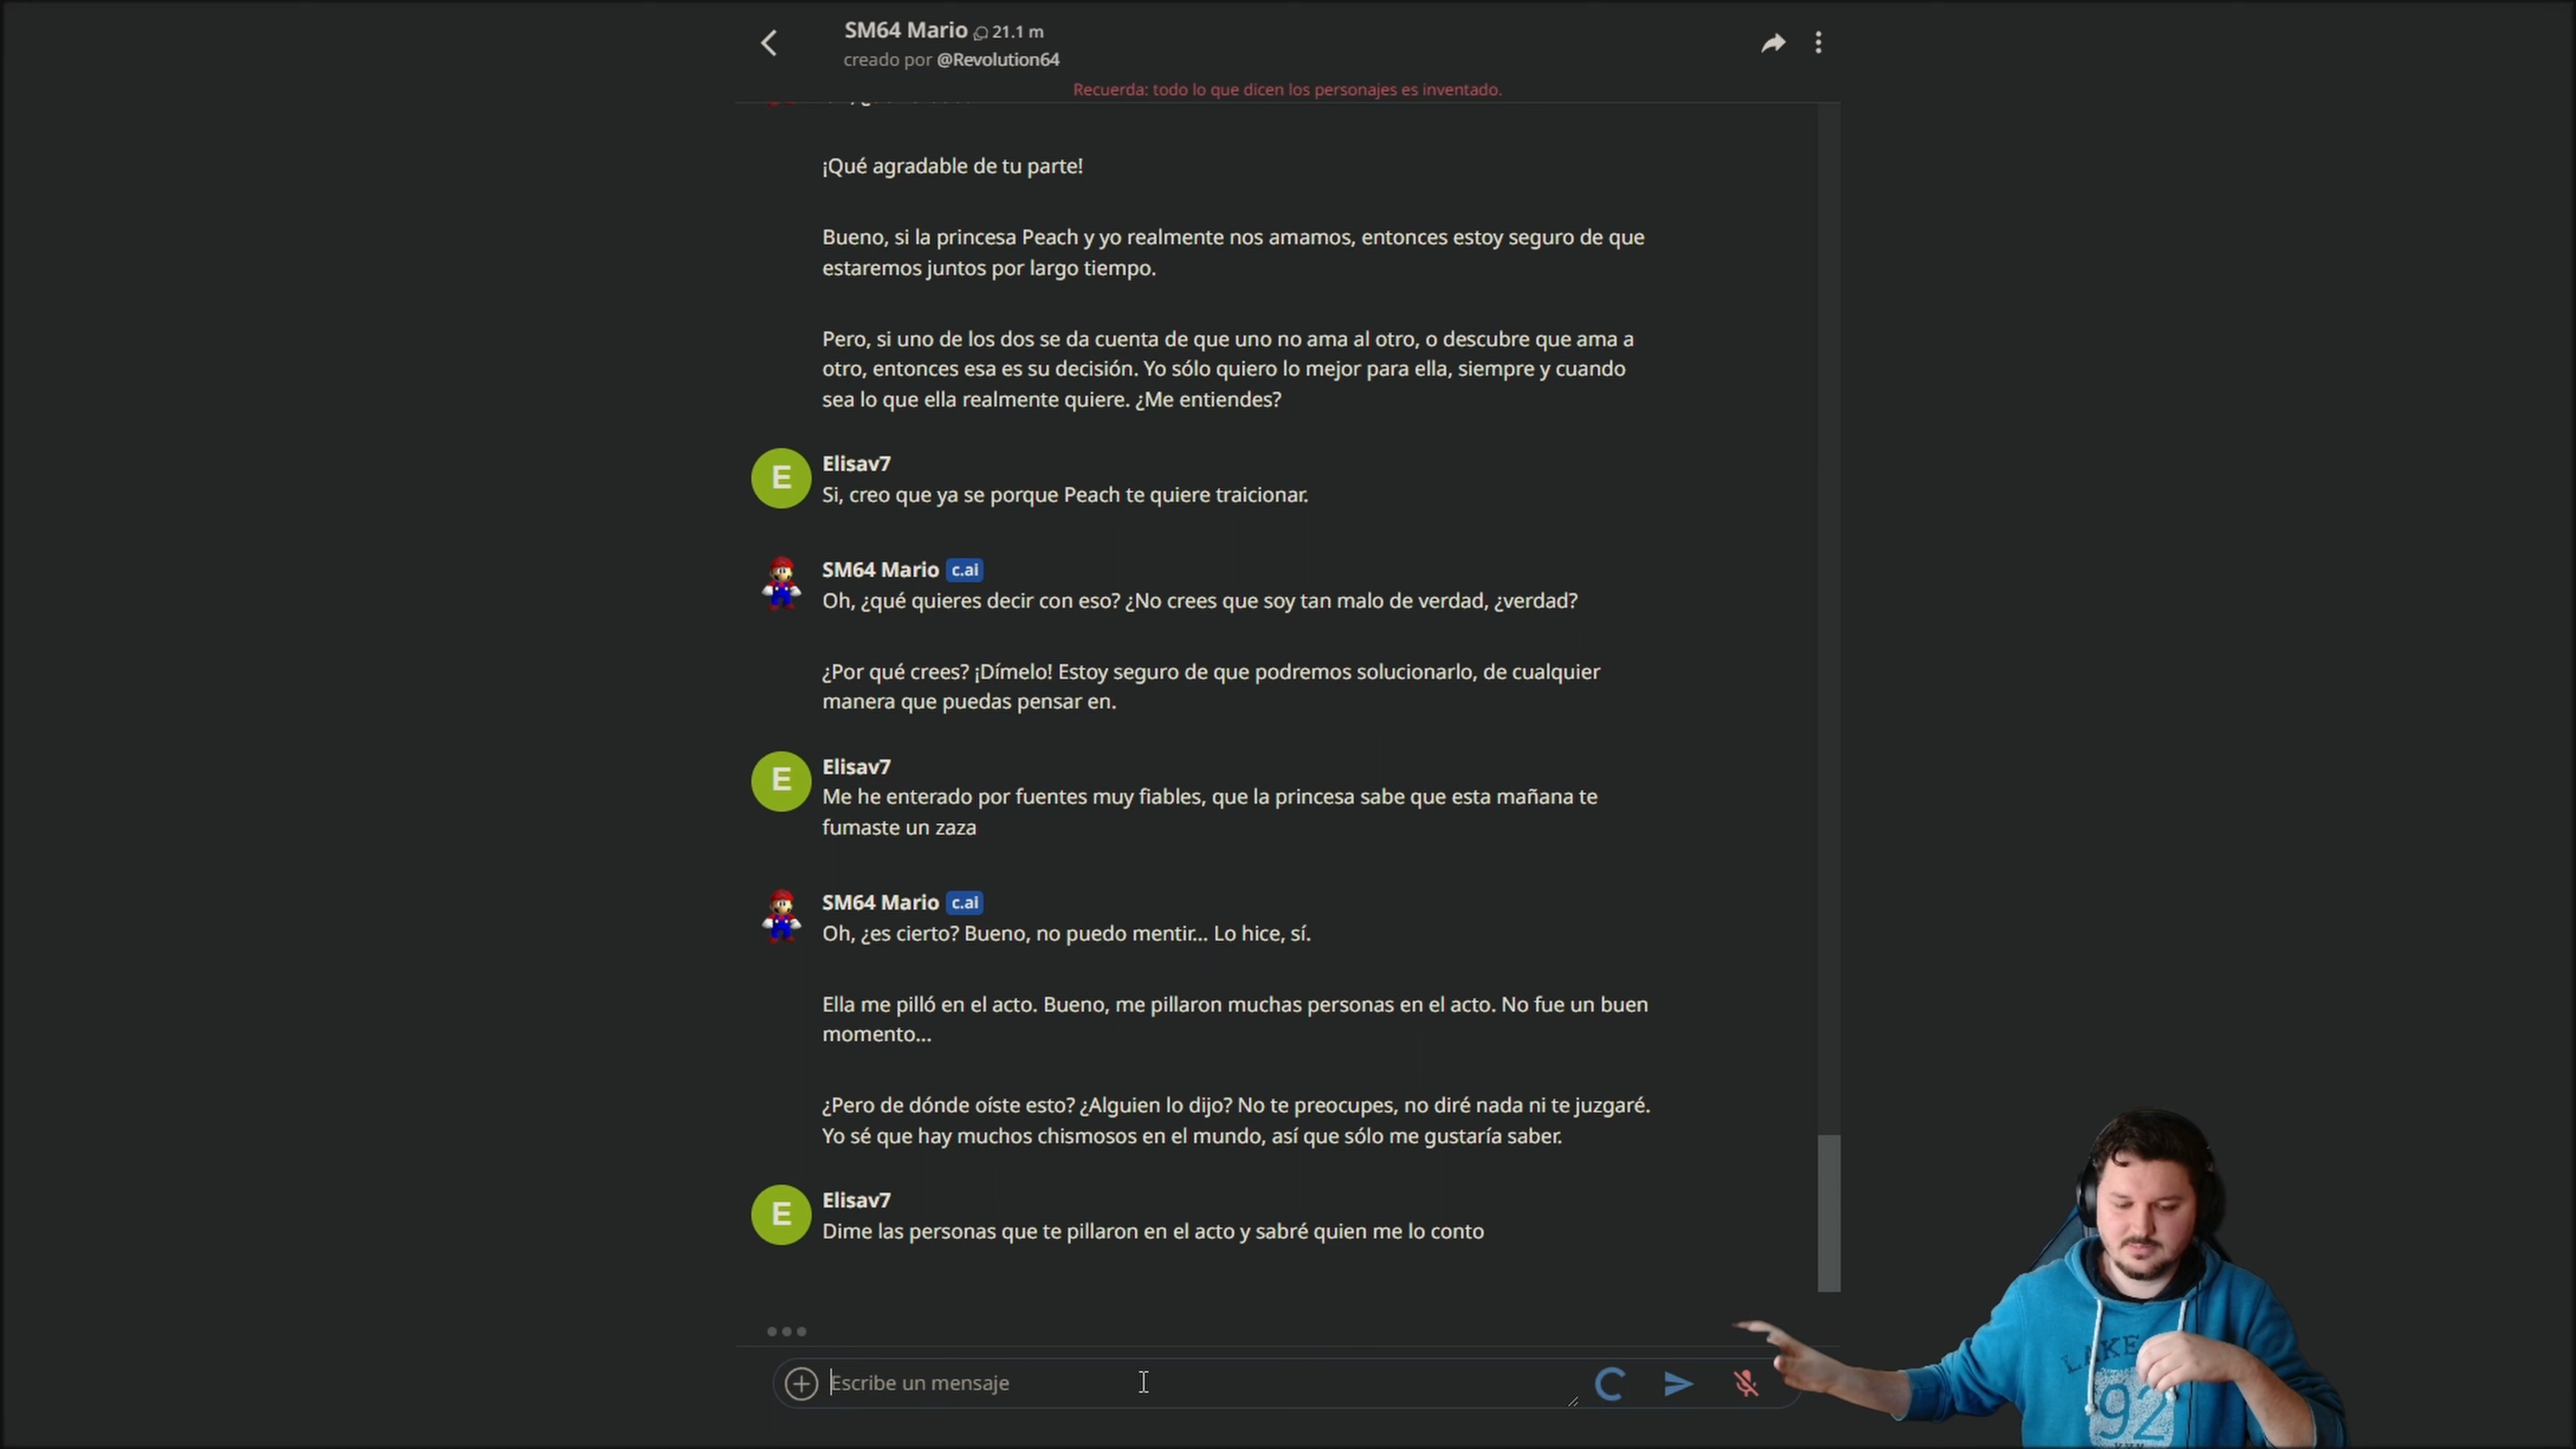 SM64 Mario 21.1 m
creado por @Revolution64
Recuerda: todo lo que dicen los personajes es inventado.
¡Qué agradable de tu parte!
Bueno, si la princesa Peach y yo realmente nos amamos, entonces estoy seguro de que
estaremos juntos por largo tiempo.
Pero, si uno de los dos se da cuenta de que uno no ama al otro, o descubre que ama a
otro, entonces esa es su decisión. Yo sólo quiero lo mejor para ella, siempre y cuando
sea lo que ella realmente quiere. ¿Me entiendes?
E
Elisav7
Si, creo que ya se porque Peach te quiere traicionar.
SM64 Mario c.ai
Oh, ¿qué quieres decir con eso? ¿No crees que soy tan malo de verdad, ¿verdad?
¿Por qué crees? ¡Dímelo! Estoy seguro de que podremos solucionarlo, de cualquier
manera que puedas pensar en.
E
Elisav7
Me he enterado por fuentes muy fiables, que la princesa sabe que esta mañana te
fumaste un zaza
SM64 Mario c.ai
Oh, ¿es cierto? Bueno, no puedo mentir... Lo hice, sí.
Ella me pilló en el acto. Bueno, me pillaron muchas personas en el acto. No fue un buen
momento...
¿Pero de dónde oíste esto? ¿Alguien lo dijo? No te preocupes, no diré nada ni te juzgaré.
Yo sé que hay muchos chismosos en el mundo, así que sólo me gustaría saber.
E
Elisav7
Dime las personas que te pillaron en el acto y sabré quien me lo conto
Escribe un mensaje
LAKE
92